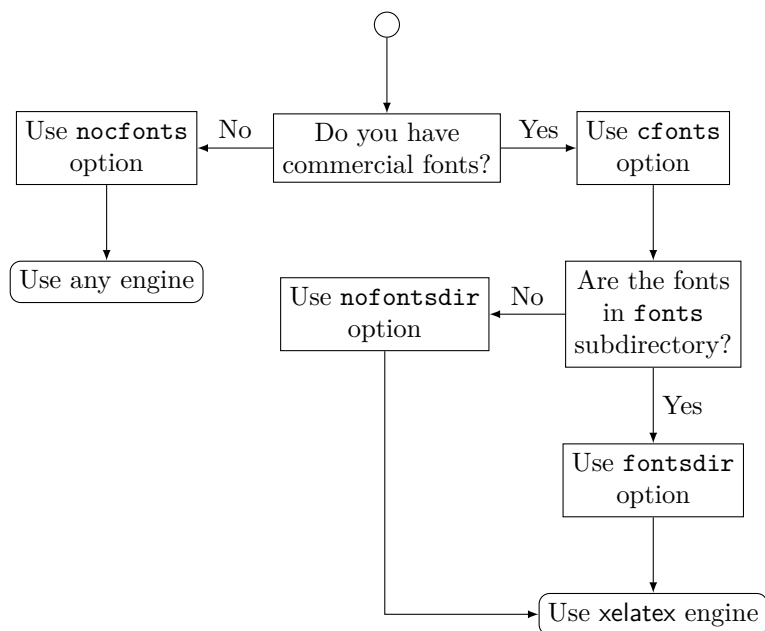 Do you have
commercial fonts?
No
Yes
Use nocfonts
option
Use cfonts
option
Use any engine
Are the fonts
in fonts
subdirectory?
No
Use nofontsdir
option
Yes
Use fontsdir
option
Use xelatex engine